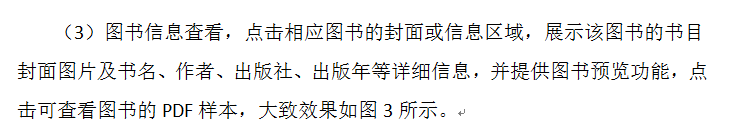 （3）图书信息查看，点击相应图书的封面或信息区域，展示该图书的书目
封面图片及书名、作者、出版社、出版年等详细信息，并提供图书预览功能，点
击可查看图书的 PDF 样本，大致效果如图 3 所示。